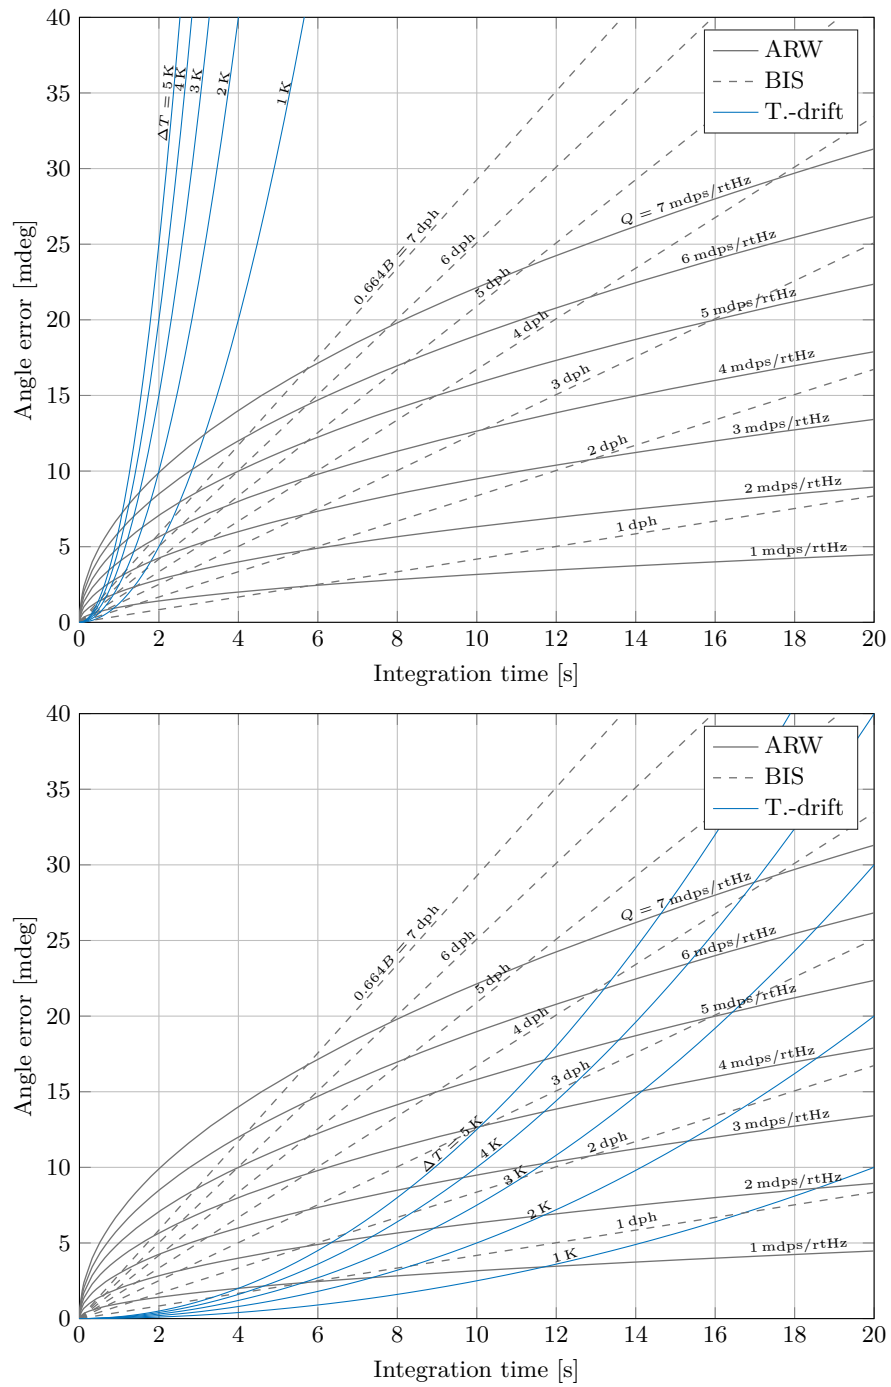 40
35
30
25
20
15
10
5
0
Angle error [mdeg]
ΔT = 5 K
4 K
3 K
2 K
1 K
ARW
BIS
T.-drift
0.664B = 7 dph
6 dph
5 dph
4 dph
3 dph
2 dph
1 dph
Q = 7 mdps/rtHz
6 mdps/rtHz
5 mdps/rtHz
4 mdps/rtHz
3 mdps/rtHz
2 mdps/rtHz
1 mdps/rtHz
0 2 4 6 8 10 12 14 16 18 20
Integration time [s]
40
35
30
25
20
15
10
5
0
Angle error [mdeg]
ARW
BIS
T.-drift
0.664B = 7 dph
6 dph
5 dph
4 dph
3 dph
2 dph
1 dph
Q = 7 mdps/rtHz
6 mdps/rtHz
5 mdps/rtHz
4 mdps/rtHz
3 mdps/rtHz
2 mdps/rtHz
1 mdps/rtHz
ΔT = 5 K
4 K
3 K
2 K
1 K
0 2 4 6 8 10 12 14 16 18 20
Integration time [s]